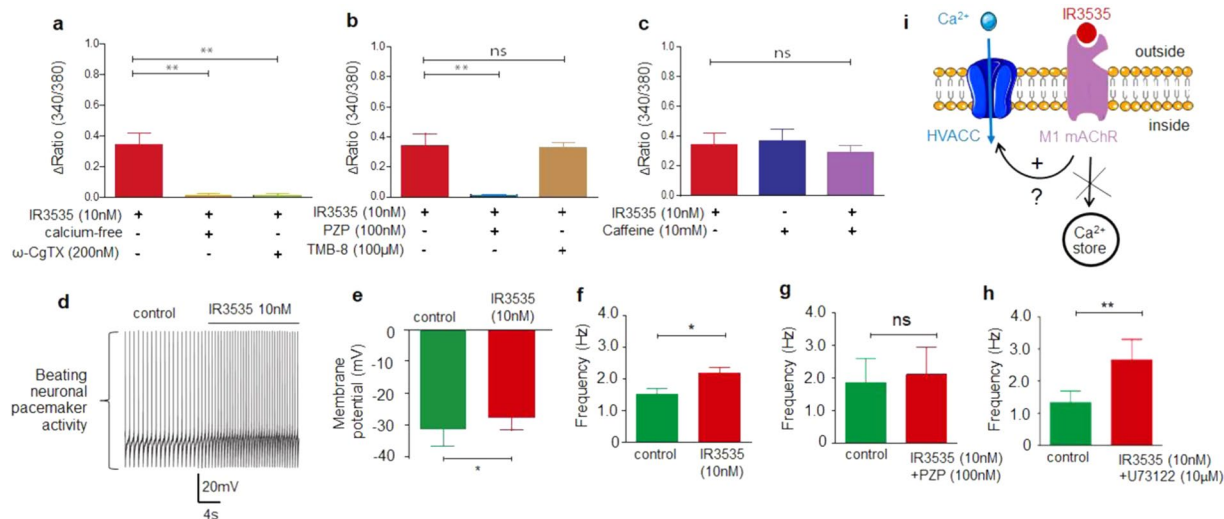 a
**
**
ΔRatio (340/380)
1.0
0.8
0.6
0.4
0.2
0.0
IR3535 (10nM) + + +
calcium-free - + -
ω-CgTX (200nM) - - +
b
ns
**
ΔRatio (340/380)
1.0
0.8
0.6
0.4
0.2
0.0
IR3535 (10nM) + + +
PZP (100nM) - + -
TMB-8 (100µM) - - +
c
ns
ΔRatio (340/380)
1.0
0.8
0.6
0.4
0.2
0.0
IR3535 (10nM) + - +
Caffeine (10mM) - + +
i
Ca²⁺
IR3535
outside
inside
HVACC
M1 mAChR
+
?
Ca²⁺
store
d
control
IR3535 10nM
Beating
neuronal
pacemaker
activity
20mV
4s
e
control
IR3535
(10nM)
Membrane
potential (mV)
0
-10
-20
-30
-40
*
f
Frequency (Hz)
4.0
3.0
2.0
1.0
0
*
control
IR3535
(10nM)
g
Frequency (Hz)
4.0
3.0
2.0
1.0
0
ns
control
IR3535 (10nM)
+PZP (100nM)
h
Frequency (Hz)
4.0
3.0
2.0
1.0
0
**
control
IR3535 (10nM)
+U73122 (10µM)